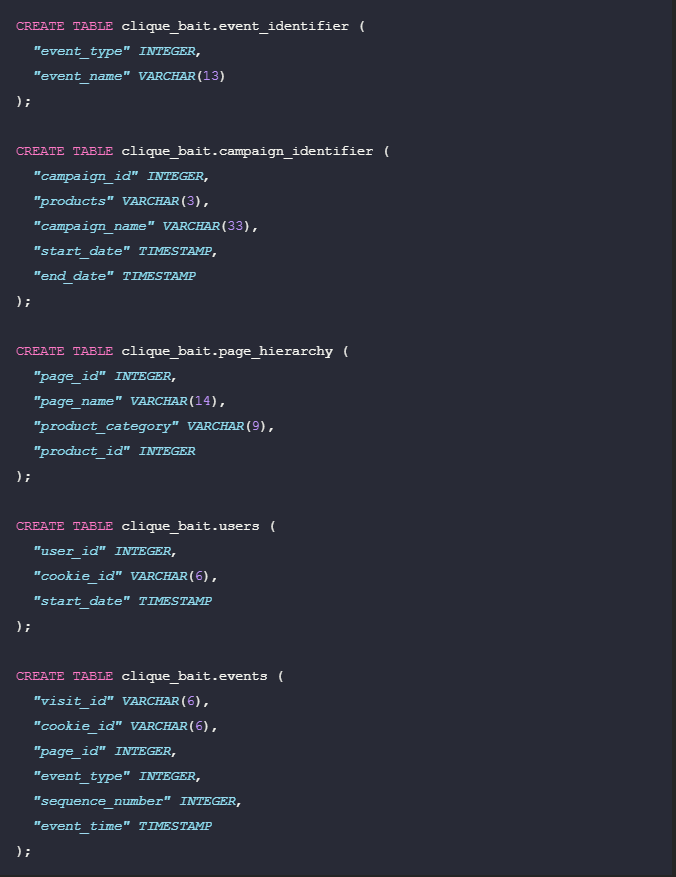 CREATE TABLE clique_bait.event_identifier (
"event_type" INTEGER,
"event_name" VARCHAR(13)
);
CREATE TABLE clique_bait.campaign_identifier (
"campaign_id" INTEGER,
"products" VARCHAR(3),
"campaign_name" VARCHAR(33),
"start_date" TIMESTAMP,
"end_date" TIMESTAMP
);
CREATE TABLE clique_bait.page_hierarchy (
"page_id" INTEGER,
"page_name" VARCHAR(14),
"product_category" VARCHAR(9),
"product_id" INTEGER
);
CREATE TABLE clique_bait.users (
"user_id" INTEGER,
"cookie_id" VARCHAR(6),
"start_date" TIMESTAMP
);
CREATE TABLE clique_bait.events (
"visit_id" VARCHAR(6),
"cookie_id" VARCHAR(6),
"page_id" INTEGER,
"event_type" INTEGER,
"sequence_number" INTEGER,
"event_time" TIMESTAMP
);